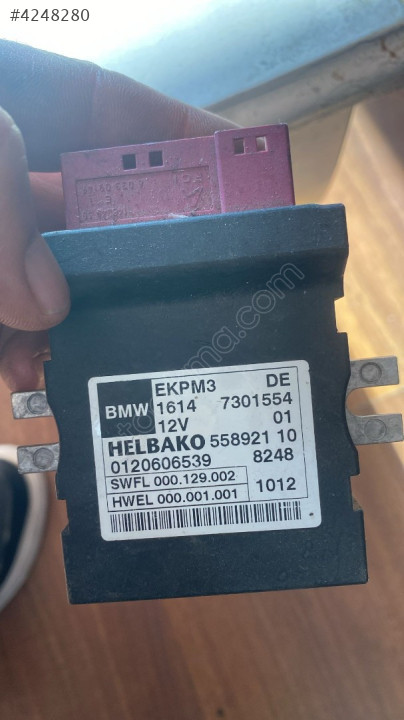 #4248280
EKPM3 DE
BMW 1614 7301554
12V 01
HELBAKO 558921 10
0120606539 8248
SWFL 000.129.002
HWEL 000.001.001 1012